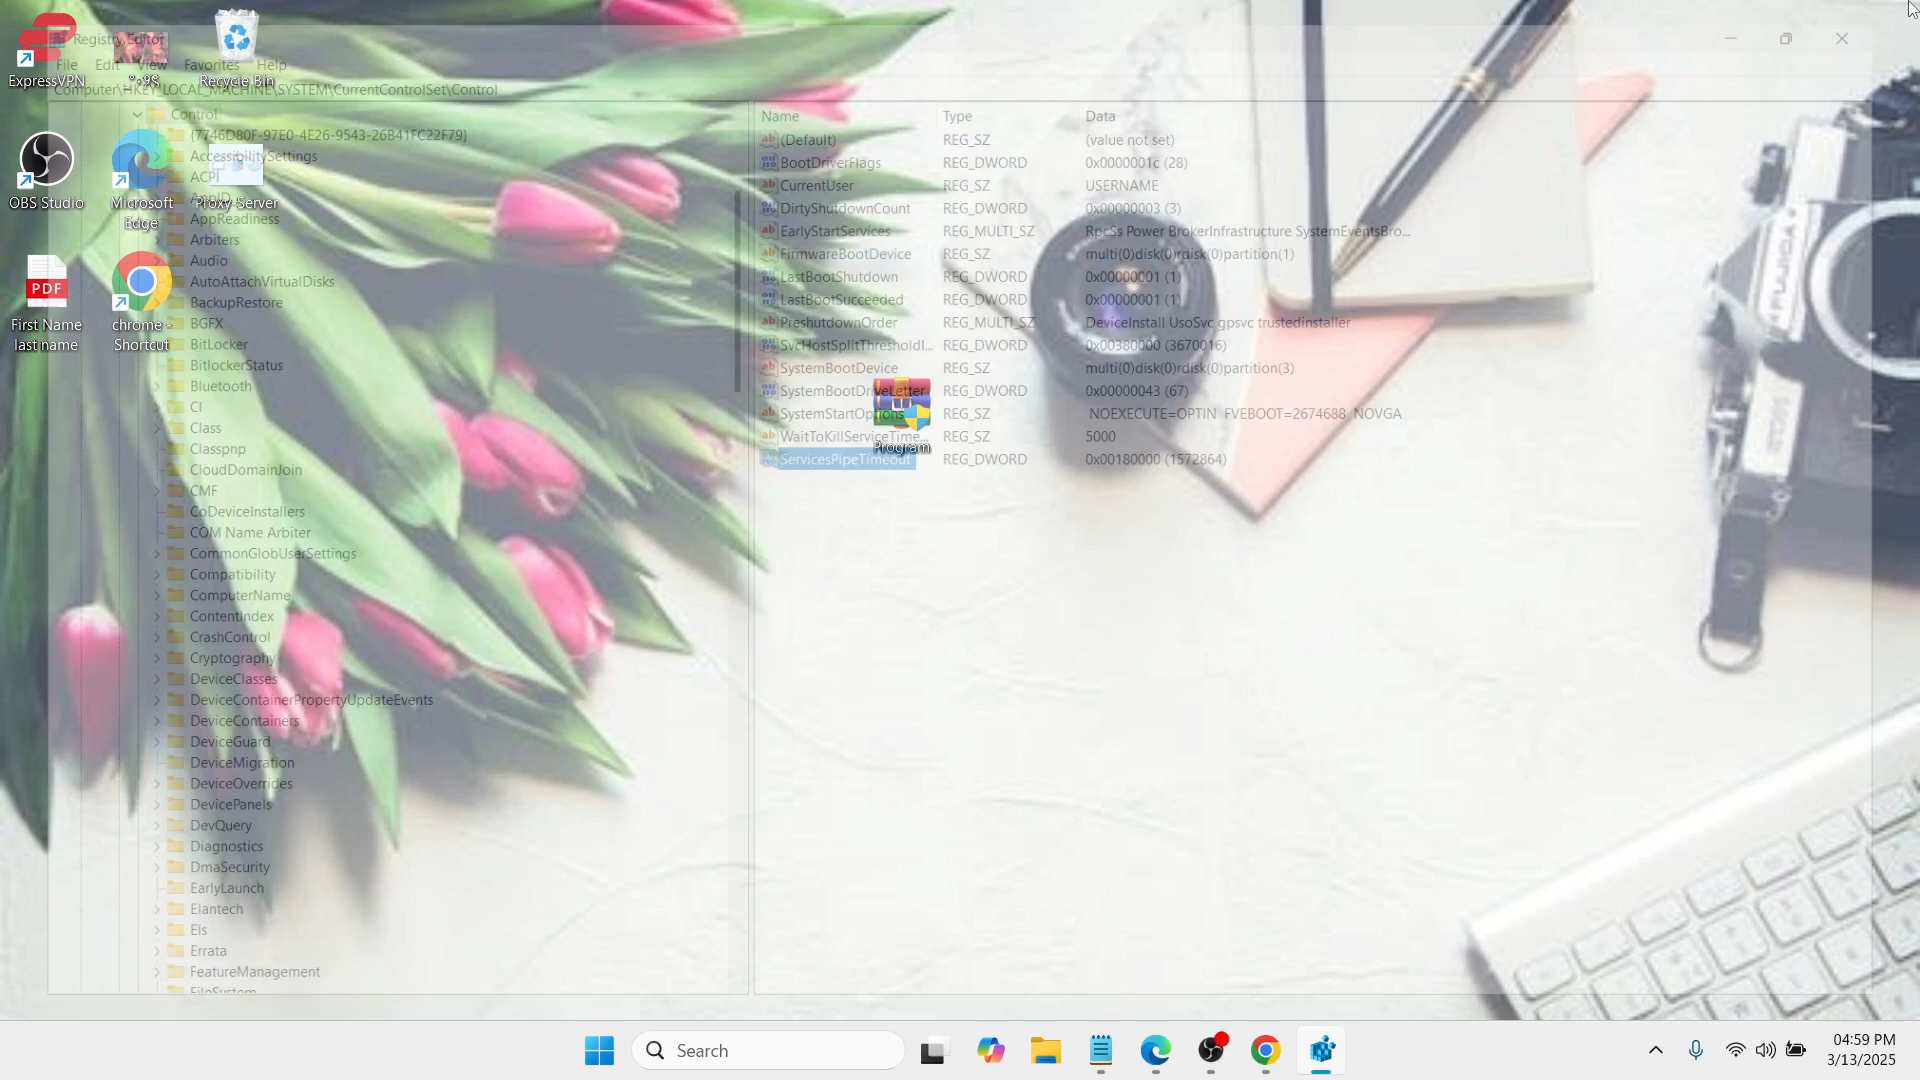 Registry Editor
File Edit View Favorites Help
Computer\HKEY_LOCAL_MACHINE\SYSTEM\CurrentControlSet\Control
ExpressVPN
Recycle Bin
OBS Studio
Microsoft Edge
Proxy-Server
PDF
First Name last name
chrome - Shortcut
Program
Control
{7746D80F-97E0-4E26-9543-26B41FC22F79}
AccessibilitySettings
ACPI
AppID
AppReadiness
Arbiters
Audio
AutoAttachVirtualDisks
BackupRestore
BGFX
BitLocker
BitlockerStatus
Bluetooth
CI
Class
Classpnp
CloudDomainJoin
CMF
CoDeviceInstallers
COM Name Arbiter
CommonGlobUserSettings
Compatibility
ComputerName
ContentIndex
CrashControl
Cryptography
DeviceClasses
DeviceContainerPropertyUpdateEvents
DeviceContainers
DeviceGuard
DeviceMigration
DeviceOverrides
DevicePanels
DevQuery
Diagnostics
DmaSecurity
EarlyLaunch
Elantech
Els
Errata
FeatureManagement
FileSystem
Name Type Data
(Default) REG_SZ (value not set)
BootDriverFlags REG_DWORD 0x0000001c (28)
CurrentUser REG_SZ USERNAME
DirtyShutdownCount REG_DWORD 0x00000003 (3)
EarlyStartServices REG_MULTI_SZ RpcSs Power BrokerInfrastructure SystemEventsBro...
FirmwareBootDevice REG_SZ multi(0)disk(0)rdisk(0)partition(1)
LastBootShutdown REG_DWORD 0x00000001 (1)
LastBootSucceeded REG_DWORD 0x00000001 (1)
PreshutdownOrder REG_MULTI_SZ DeviceInstall UsoSvc gpsvc trustedinstaller
SvcHostSplitThresholdI... REG_DWORD 0x00380000 (3670016)
SystemBootDevice REG_SZ multi(0)disk(0)rdisk(0)partition(3)
SystemBootDriveLetter REG_DWORD 0x00000043 (67)
SystemStartOptions REG_SZ NOEXECUTE=OPTIN FVEBOOT=2674688 NOVGA
WaitToKillServiceTime... REG_SZ 5000
ServicesPipeTimeout REG_DWORD 0x00180000 (1572864)
FUJICA
Search
04:59 PM
3/13/2025